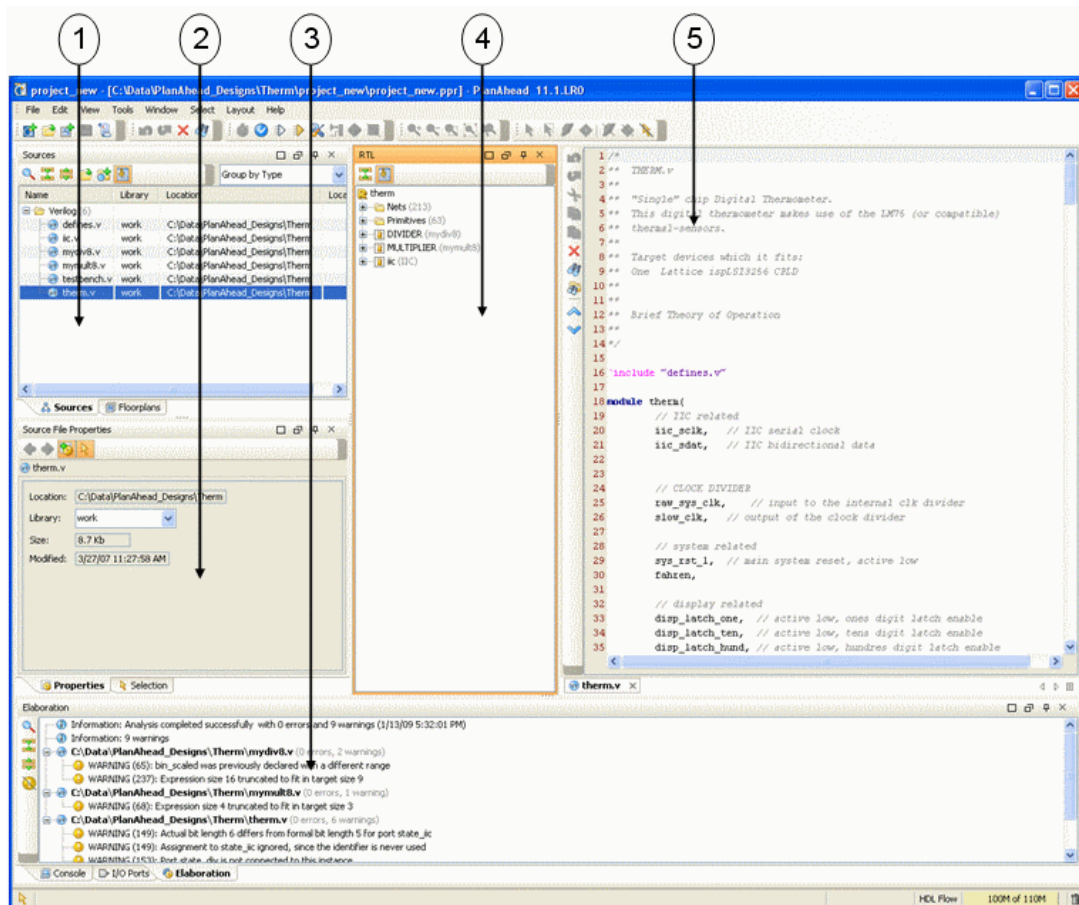 1 2 3 4 5
project_new - [C:\Data\PlanAhead_Designs\Therm\project_new\project_new.ppr] - PlanAhead 11.1.LR0
File Edit View Tools Window Select Layout Help
Sources
Group by Type
Name Library Location Loca
Verilog (6)
defines.v work C:\Data\PlanAhead_Designs\Therm
iic.v work C:\Data\PlanAhead_Designs\Therm
mydiv8.v work C:\Data\PlanAhead_Designs\Therm
mymult8.v work C:\Data\PlanAhead_Designs\Therm
testbench.v work C:\Data\PlanAhead_Designs\Therm
therm.v work C:\Data\PlanAhead_Designs\Therm
Sources Floorplans
Source File Properties
therm.v
Location: C:\Data\PlanAhead_Designs\Therm
Library: work
Size: 8.7 Kb
Modified: 3/27/07 11:27:58 AM
Properties Selection
RTL
therm
Nets (213)
Primitives (63)
DIVIDER (mydiv8)
MULTIPLIER (mymult8)
iic (IIC)
1 /*
2 ** THERM.v
3 **
4 ** "Single" chip Digital Thermometer.
5 ** This digital thermometer makes use of the LM75 (or compatible)
6 ** thermal-sensors.
7 **
8 ** Target devices which it fits:
9 ** One Lattice ispLSI3256 CPLD
10 **
11 **
12 ** Brief Theory of Operation
13 **
14 */
15
16 `include "defines.v"
17
18 module therm(
19 // IIC related
20 iic_sclk, // IIC serial clock
21 iic_sdat, // IIC bidirectional data
22
23
24 // CLOCK DIVIDER
25 raw_sys_clk, // input to the internal clk divider
26 slow_clk, // output of the clock divider
27
28 // system related
29 sys_rst_l, // main system reset, active low
30 fahren,
31
32 // display related
33 disp_latch_one, // active low, ones digit latch enable
34 disp_latch_ten, // active low, tens digit latch enable
35 disp_latch_hund, // active low, hundres digit latch enable
therm.v
Elaboration
Information: Analysis completed successfully with 0 errors and 9 warnings (1/13/09 5:32:01 PM)
Information: 9 warnings
C:\Data\PlanAhead_Designs\Therm\mydiv8.v (0 errors, 2 warnings)
WARNING (65): bin_scaled was previously declared with a different range
WARNING (237): Expression size 16 truncated to fit in target size 9
C:\Data\PlanAhead_Designs\Therm\mymult8.v (0 errors, 1 warning)
WARNING (68): Expression size 4 truncated to fit in target size 3
C:\Data\PlanAhead_Designs\Therm\therm.v (0 errors, 6 warnings)
WARNING (149): Actual bit length 6 differs from formal bit length 5 for port state_iic
WARNING (149): Assignment to state_iic ignored, since the identifier is never used
WARNING (153): Port state_div is not connected to this instance
Console I/O Ports Elaboration
HDL Flow 100M of 110M